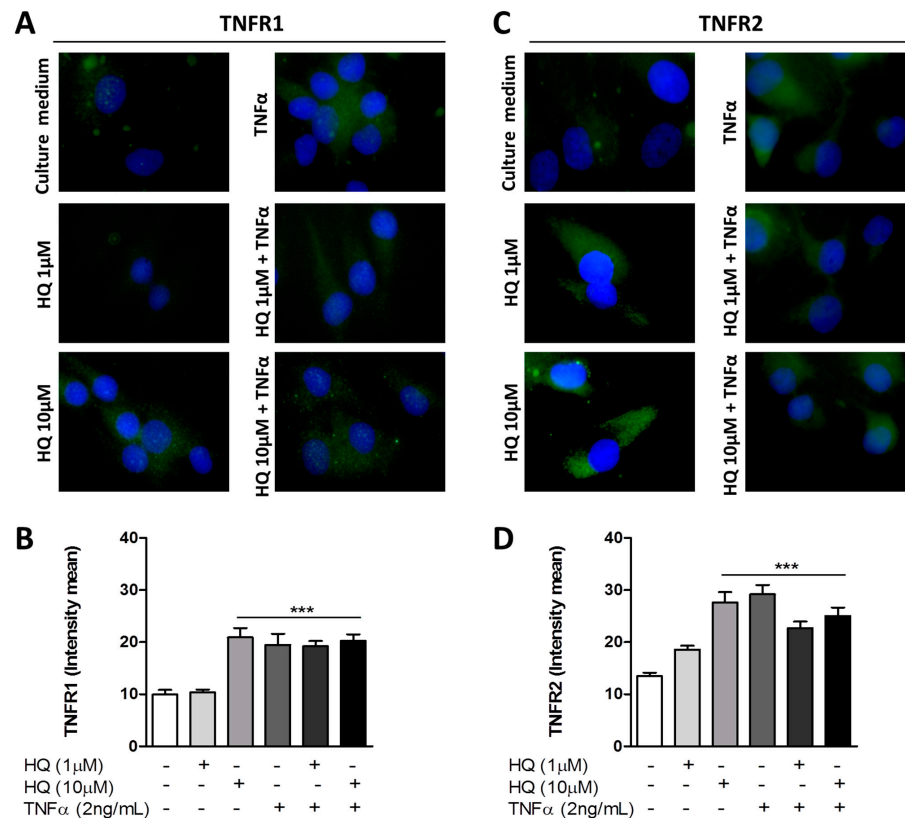 A
TNFR1
Culture medium
TNFα
HQ 1μM
HQ 1μM + TNFα
HQ 10μM
HQ 10μM + TNFα
C
TNFR2
Culture medium
TNFα
HQ 1μM
HQ 1μM + TNFα
HQ 10μM
HQ 10μM + TNFα
B
TNFR1 (Intensity mean)
40
30
20
10
0
***
HQ (1μM) - + - - + -
HQ (10μM) - - + - - +
TNFα (2ng/mL) - - - + + +
D
TNFR2 (Intensity mean)
40
30
20
10
0
***
HQ (1μM) - + - - + -
HQ (10μM) - - + - - +
TNFα (2ng/mL) - - - + + +